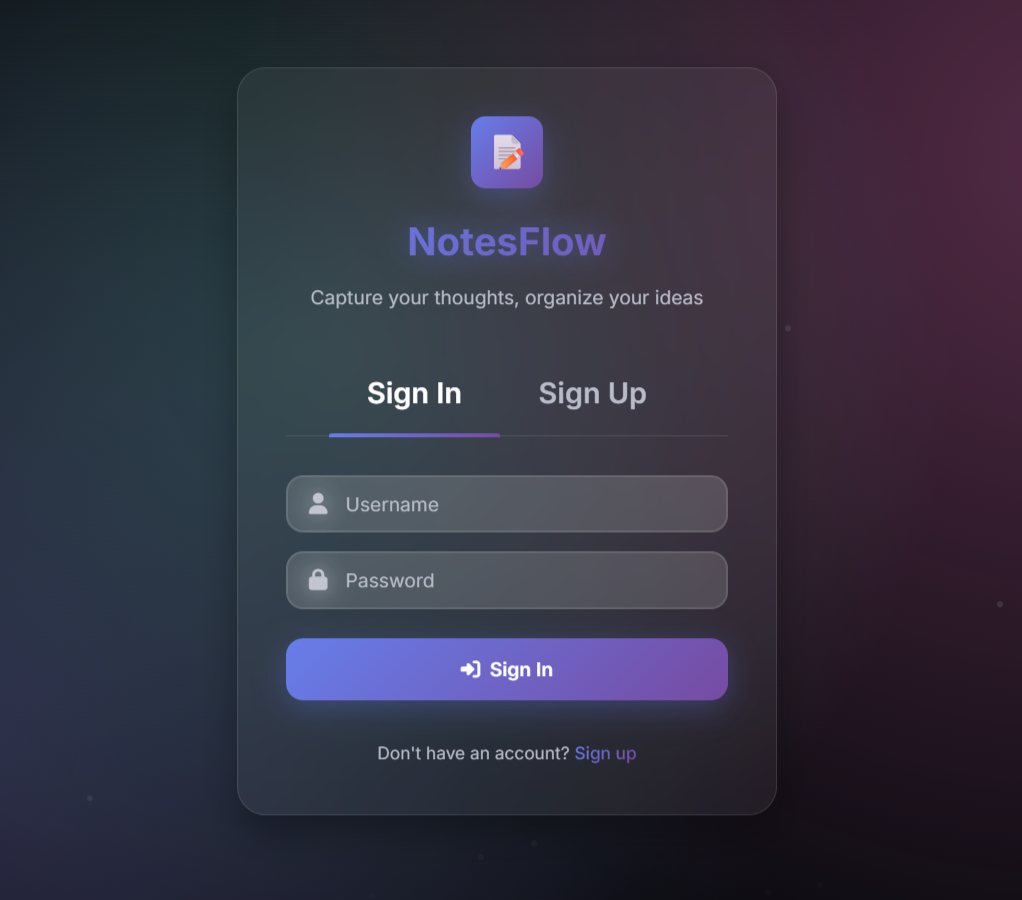 NotesFlow
Capture your thoughts, organize your ideas
Sign In Sign Up
Username
Password
Sign In
Don't have an account? Sign up